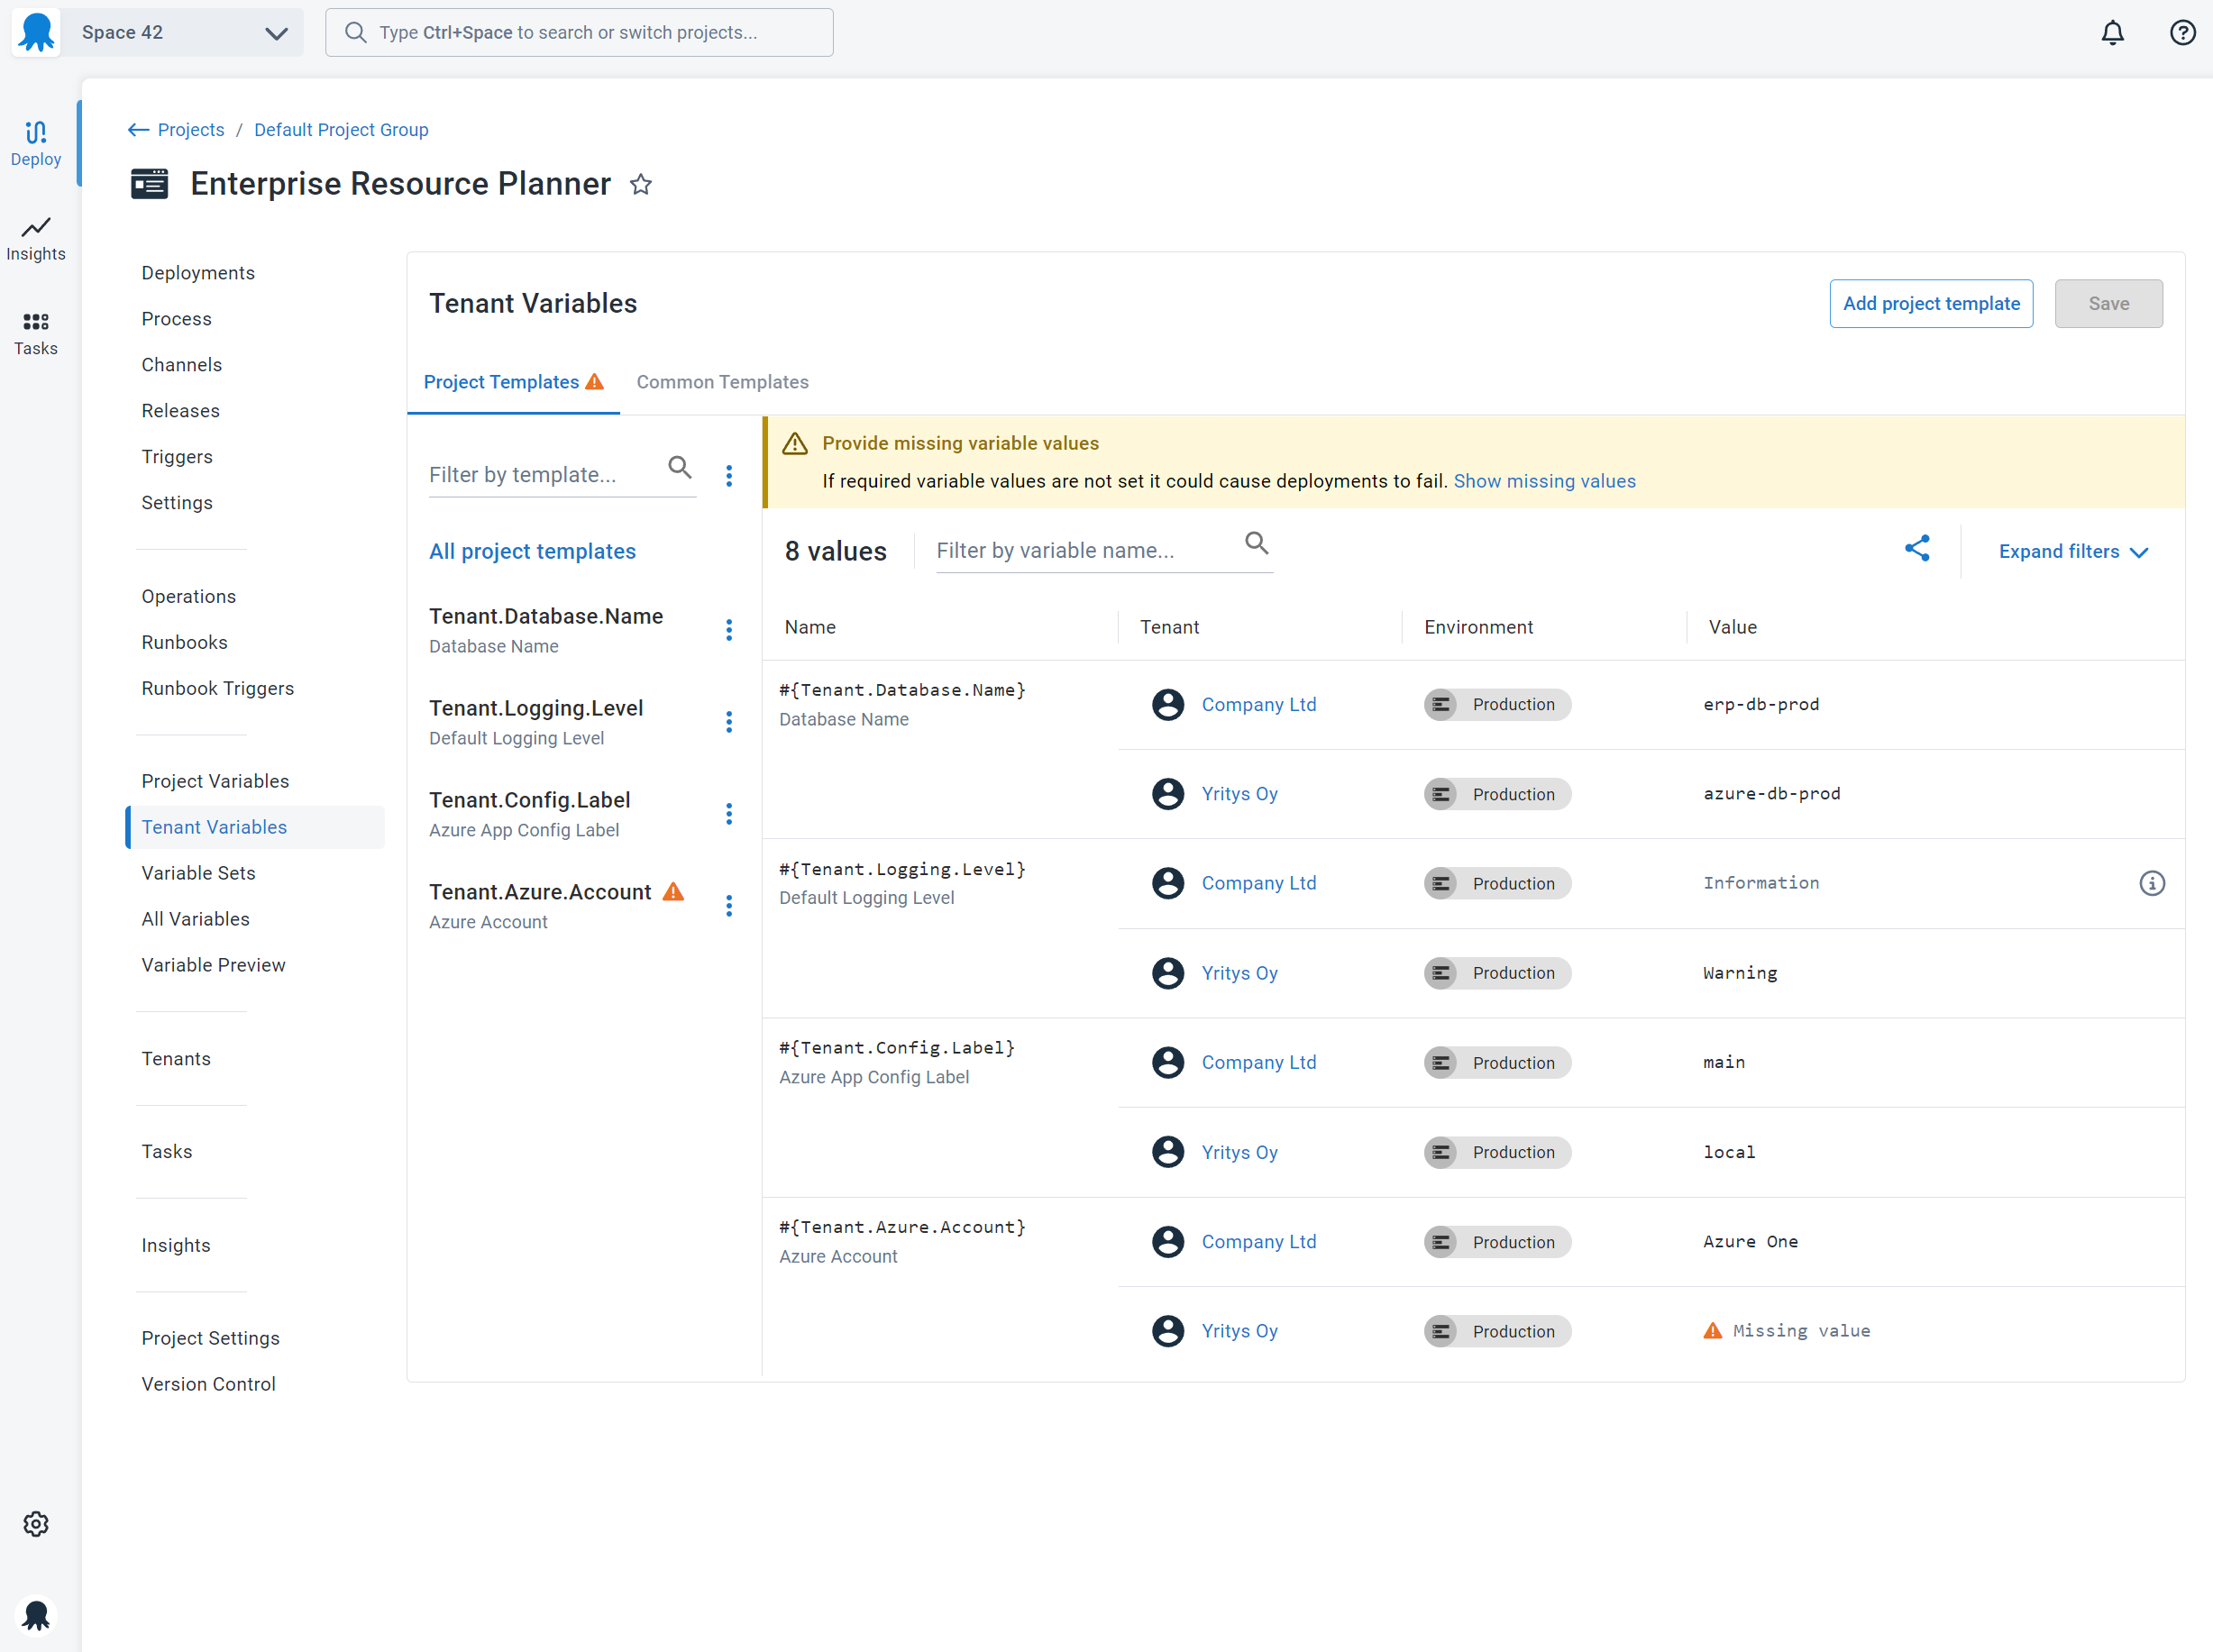 Space 42
Type Ctrl+Space to search or switch projects...
Deploy
Insights
Tasks
Projects / Default Project Group
Enterprise Resource Planner
Deployments
Process
Channels
Releases
Triggers
Settings
Operations
Runbooks
Runbook Triggers
Project Variables
Tenant Variables
Variable Sets
All Variables
Variable Preview
Tenants
Tasks
Insights
Project Settings
Version Control
Tenant Variables
Add project template
Save
Project Templates
Common Templates
Filter by template...
All project templates
Tenant.Database.Name
Database Name
Tenant.Logging.Level
Default Logging Level
Tenant.Config.Label
Azure App Config Label
Tenant.Azure.Account
Azure Account
Provide missing variable values
If required variable values are not set it could cause deployments to fail. Show missing values
8 values
Filter by variable name...
Expand filters
Name Tenant Environment Value
#{Tenant.Database.Name}
Database Name
Company Ltd Production erp-db-prod
Yritys Oy Production azure-db-prod
#{Tenant.Logging.Level}
Default Logging Level
Company Ltd Production Information
Yritys Oy Production Warning
#{Tenant.Config.Label}
Azure App Config Label
Company Ltd Production main
Yritys Oy Production local
#{Tenant.Azure.Account}
Azure Account
Company Ltd Production Azure One
Yritys Oy Production Missing value